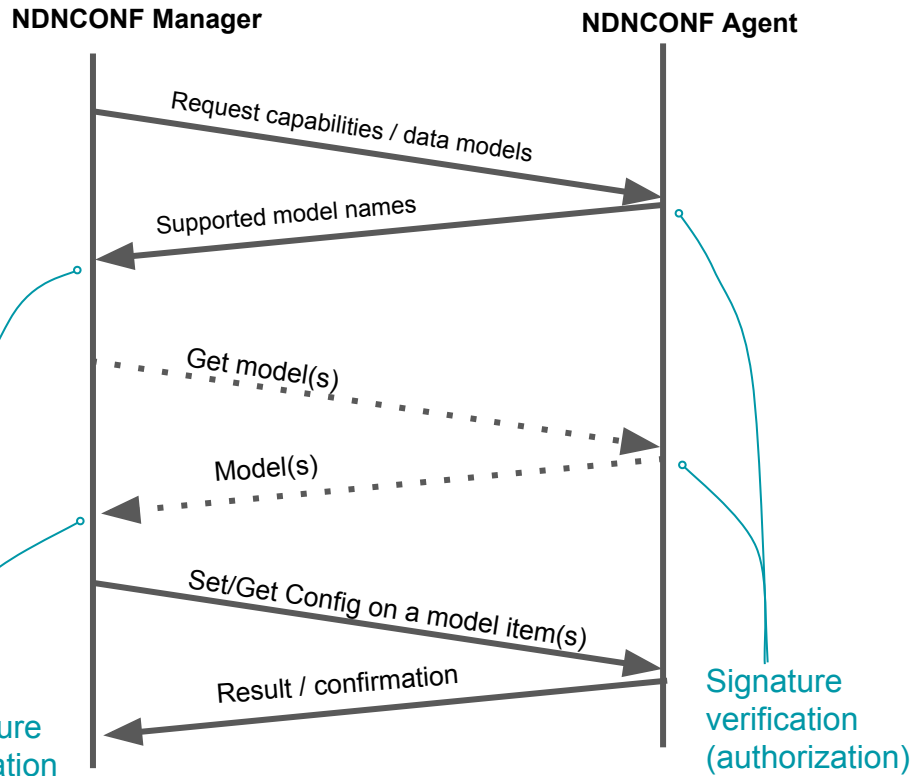 NDNCONF Manager
NDNCONF Agent
Request capabilities / data models
Supported model names
Get model(s)
Model(s)
Set/Get Config on a model item(s)
Result / confirmation
Signature
verification
(authorization)